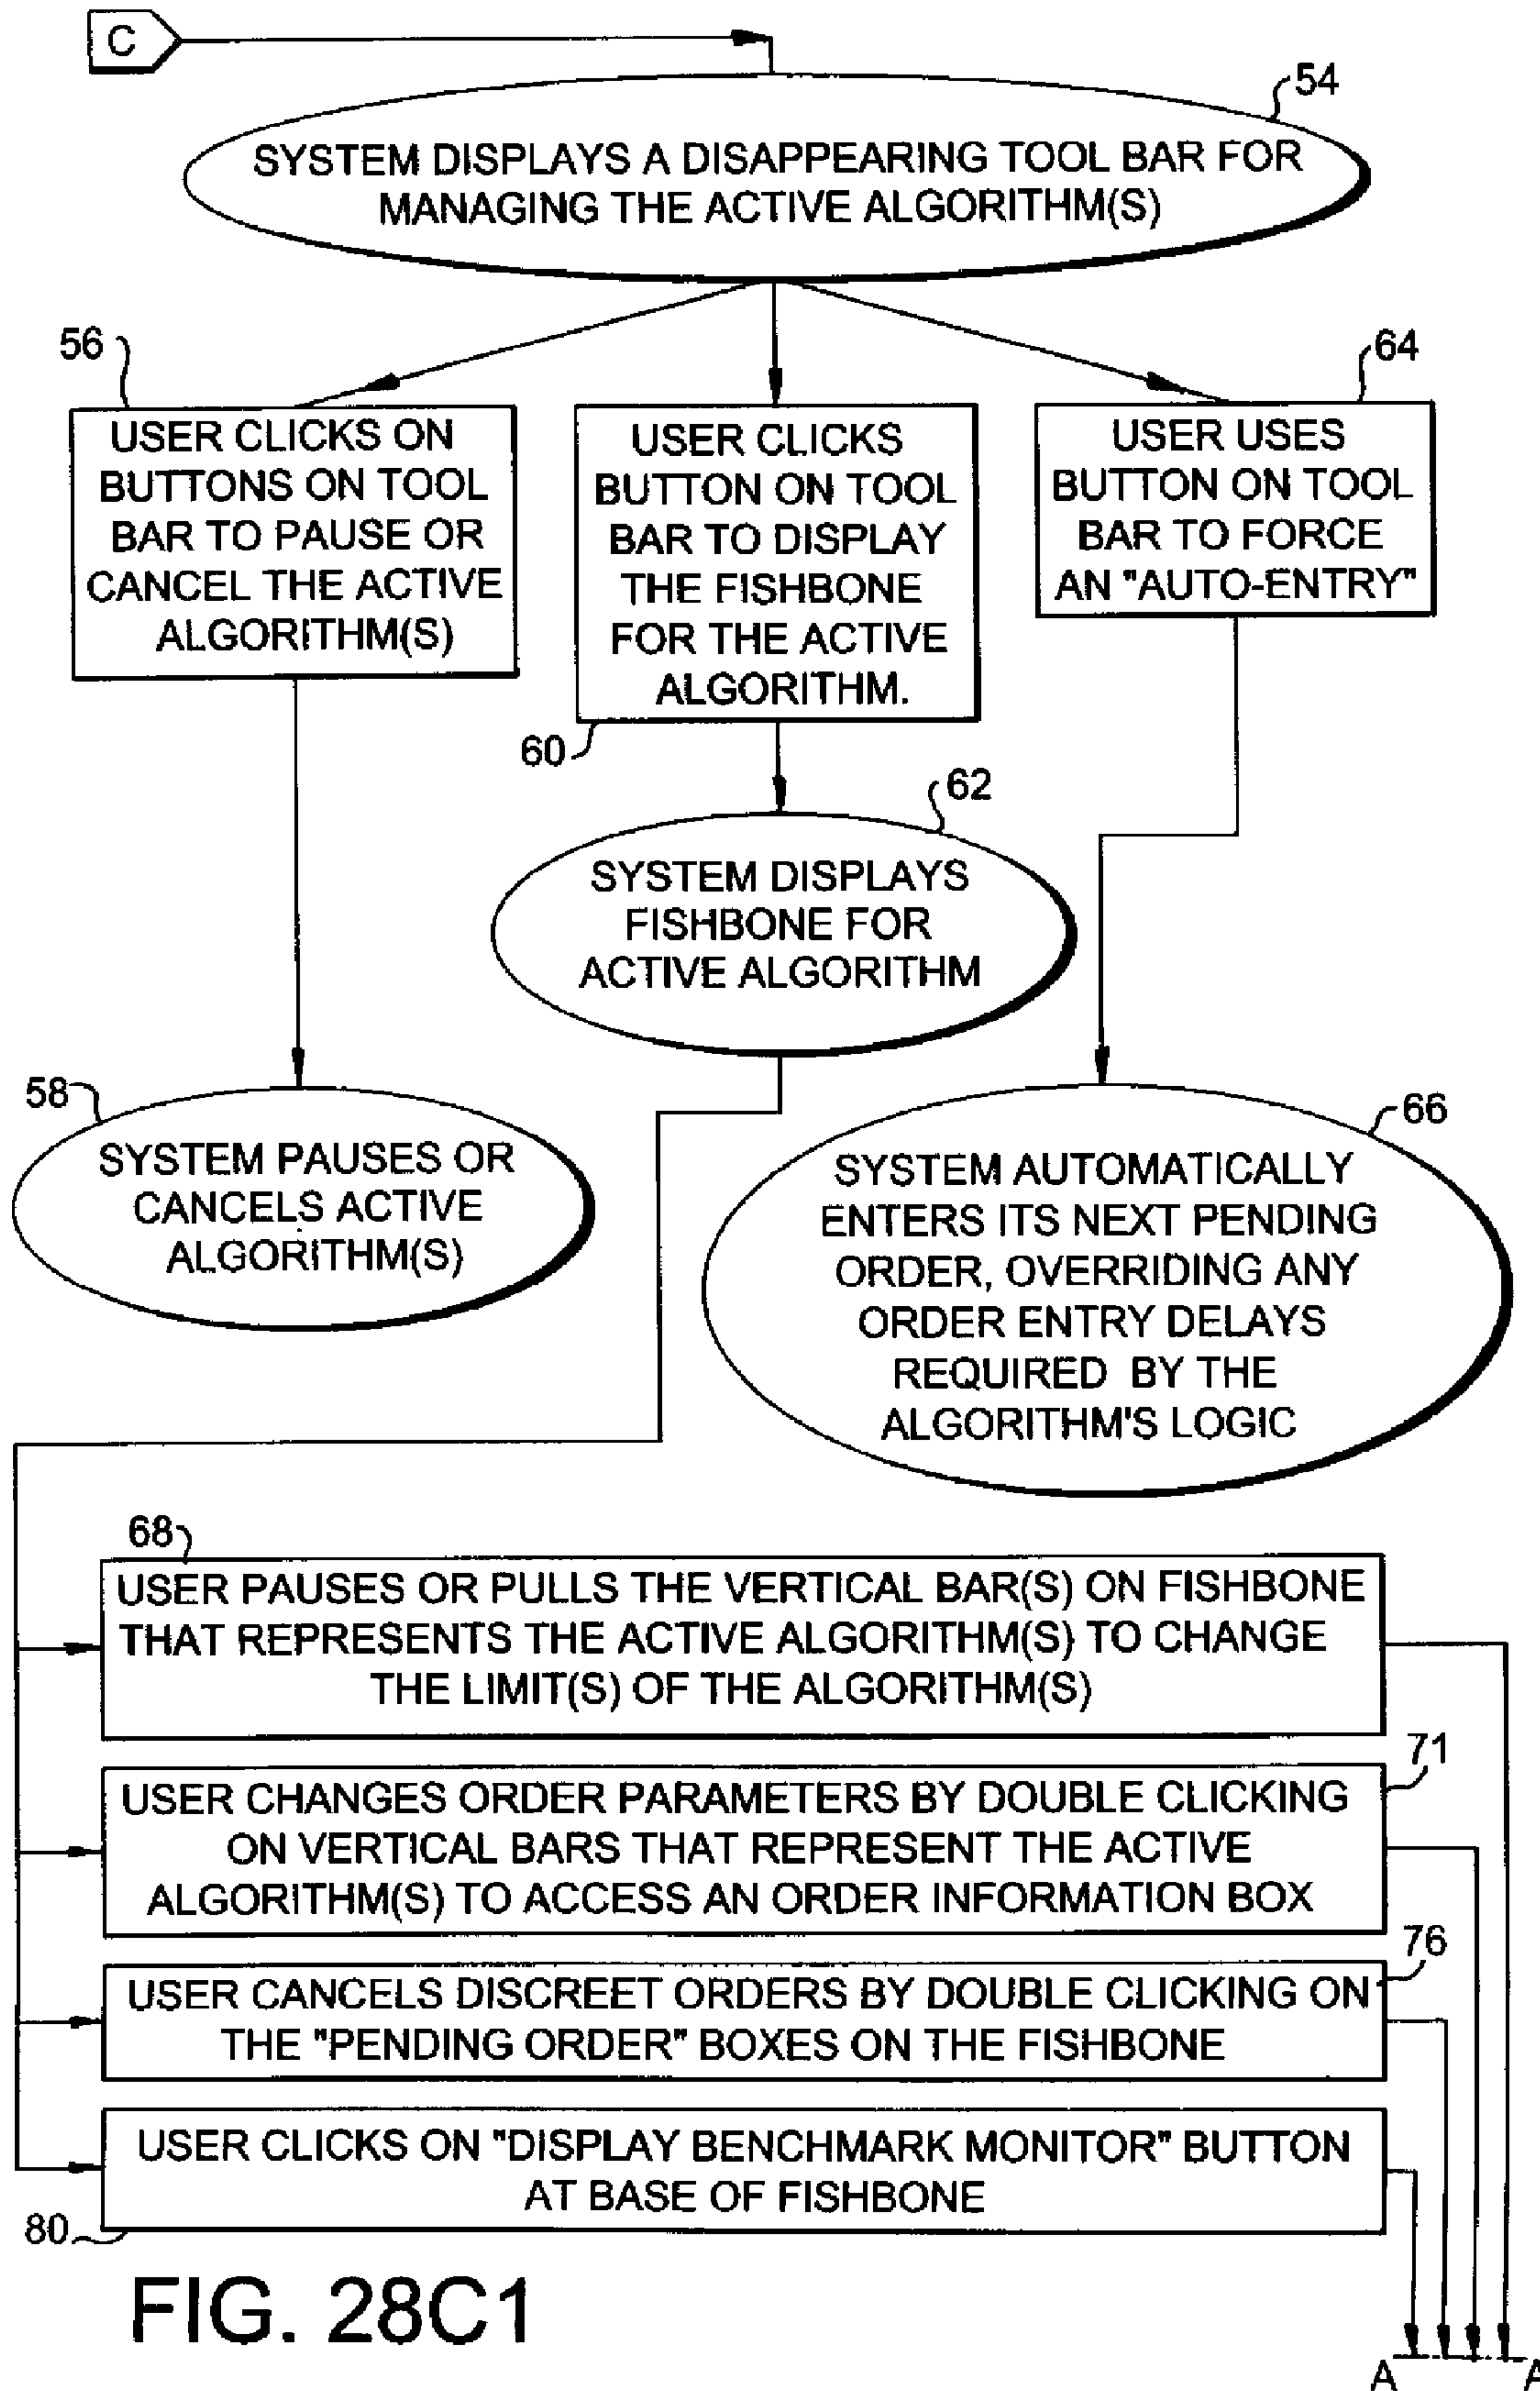 C
54
SYSTEM DISPLAYS A DISAPPEARING TOOL BAR FOR
MANAGING THE ACTIVE ALGORITHM(S)
56
USER CLICKS ON
BUTTONS ON TOOL
BAR TO PAUSE OR
CANCEL THE ACTIVE
ALGORITHM(S)
USER CLICKS
BUTTON ON TOOL
BAR TO DISPLAY
THE FISHBONE
FOR THE ACTIVE
ALGORITHM.
60
64
USER USES
BUTTON ON TOOL
BAR TO FORCE
AN "AUTO-ENTRY"
62
SYSTEM DISPLAYS
FISHBONE FOR
ACTIVE ALGORITHM
58
SYSTEM PAUSES OR
CANCELS ACTIVE
ALGORITHM(S)
66
SYSTEM AUTOMATICALLY
ENTERS ITS NEXT PENDING
ORDER, OVERRIDING ANY
ORDER ENTRY DELAYS
REQUIRED BY THE
ALGORITHM'S LOGIC
68
USER PAUSES OR PULLS THE VERTICAL BAR(S) ON FISHBONE
THAT REPRESENTS THE ACTIVE ALGORITHM(S) TO CHANGE
THE LIMIT(S) OF THE ALGORITHM(S)
71
USER CHANGES ORDER PARAMETERS BY DOUBLE CLICKING
ON VERTICAL BARS THAT REPRESENT THE ACTIVE
ALGORITHM(S) TO ACCESS AN ORDER INFORMATION BOX
76
USER CANCELS DISCREET ORDERS BY DOUBLE CLICKING ON
THE "PENDING ORDER" BOXES ON THE FISHBONE
USER CLICKS ON "DISPLAY BENCHMARK MONITOR" BUTTON
AT BASE OF FISHBONE
80
FIG. 28C1
A A